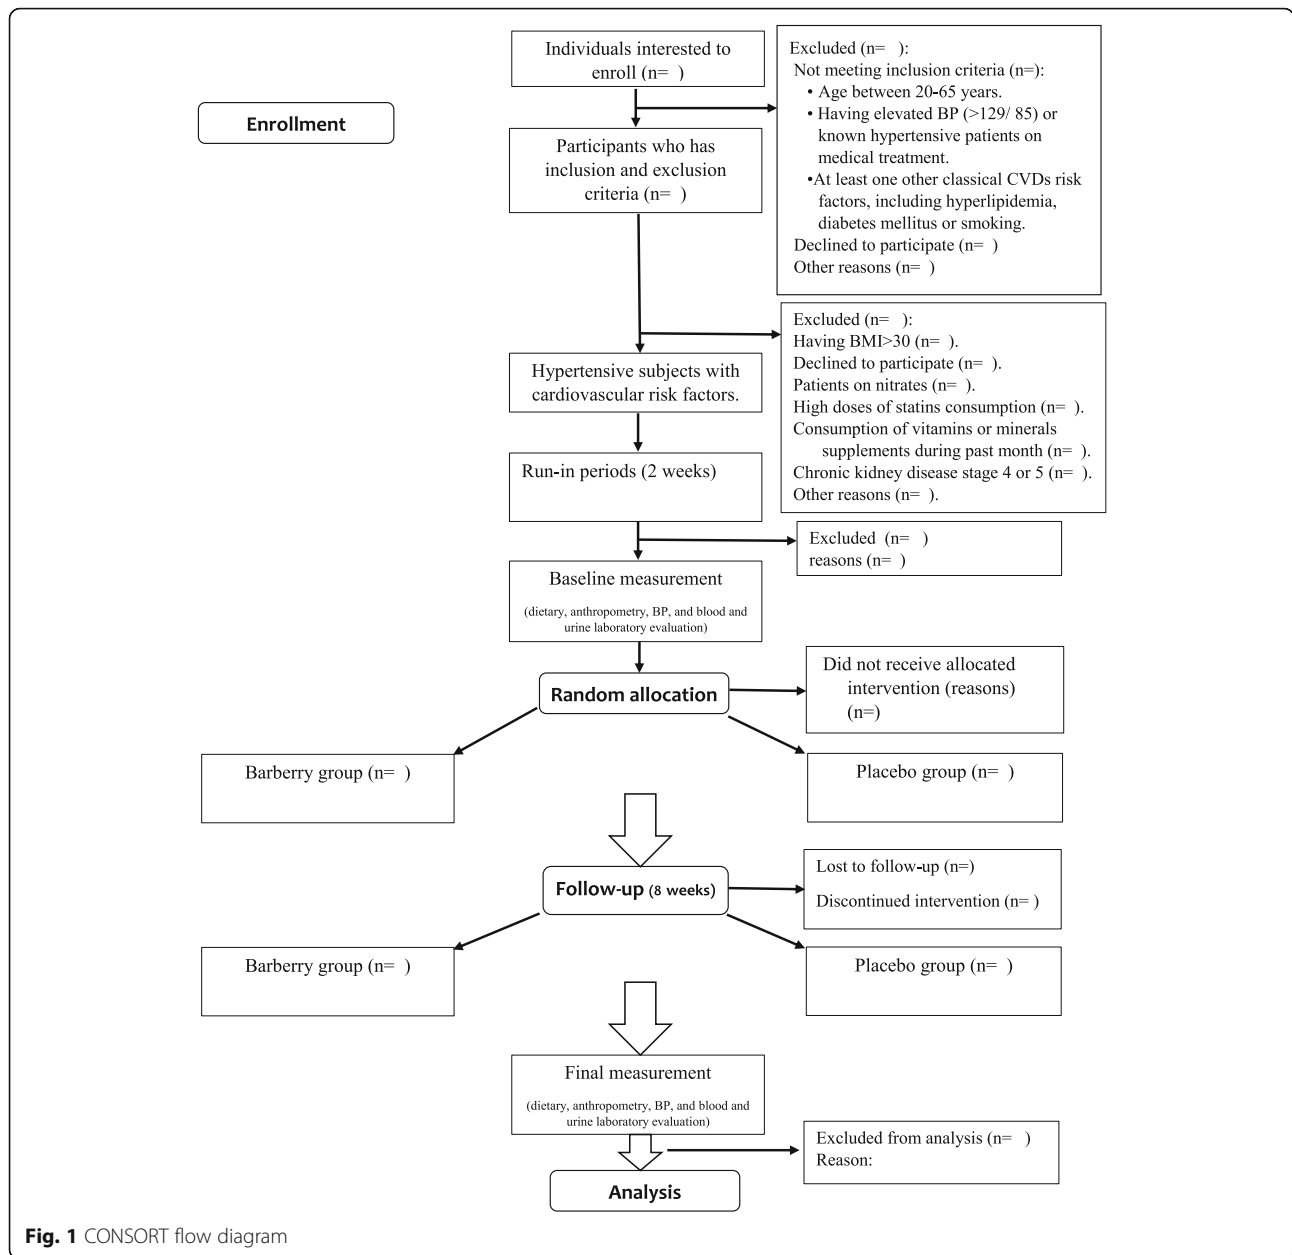 Individuals interested to
enroll (n=  )
Excluded (n=   ):
Not meeting inclusion criteria (n=):
• Age between 20-65 years.
• Having elevated BP (>129/ 85) or
known hypertensive patients on
medical treatment.
•At least one other classical CVDs risk
factors, including hyperlipidemia,
diabetes mellitus or smoking.
Declined to participate (n=  )
Other reasons (n=  )
Enrollment
Participants who has
inclusion and exclusion
criteria (n=  )
Excluded (n=   ):
Having BMI>30 (n=  ).
Declined to participate (n=  ).
Patients on nitrates (n=  ).
High doses of statins consumption (n=  ).
Consumption of vitamins or minerals
supplements during past month (n=  ).
Chronic kidney disease stage 4 or 5 (n=  ).
Other reasons (n=  ).
Hypertensive subjects with
cardiovascular risk factors.
Run-in periods (2 weeks)
Excluded  (n=   )
reasons (n=  )
Baseline measurement
(dietary, anthropometry, BP, and blood and
urine laboratory evaluation)
Random allocation
Did not receive allocated
intervention (reasons)
(n=)
Barberry group (n=  )
Placebo group (n=  )
Follow-up (8 weeks)
Lost to follow-up (n=)
Discontinued intervention (n= )
Barberry group (n=  )
Placebo group (n=  )
Final measurement
(dietary, anthropometry, BP, and blood and
urine laboratory evaluation)
Excluded from analysis (n=   )
Reason:
Analysis
Fig. 1 CONSORT flow diagram